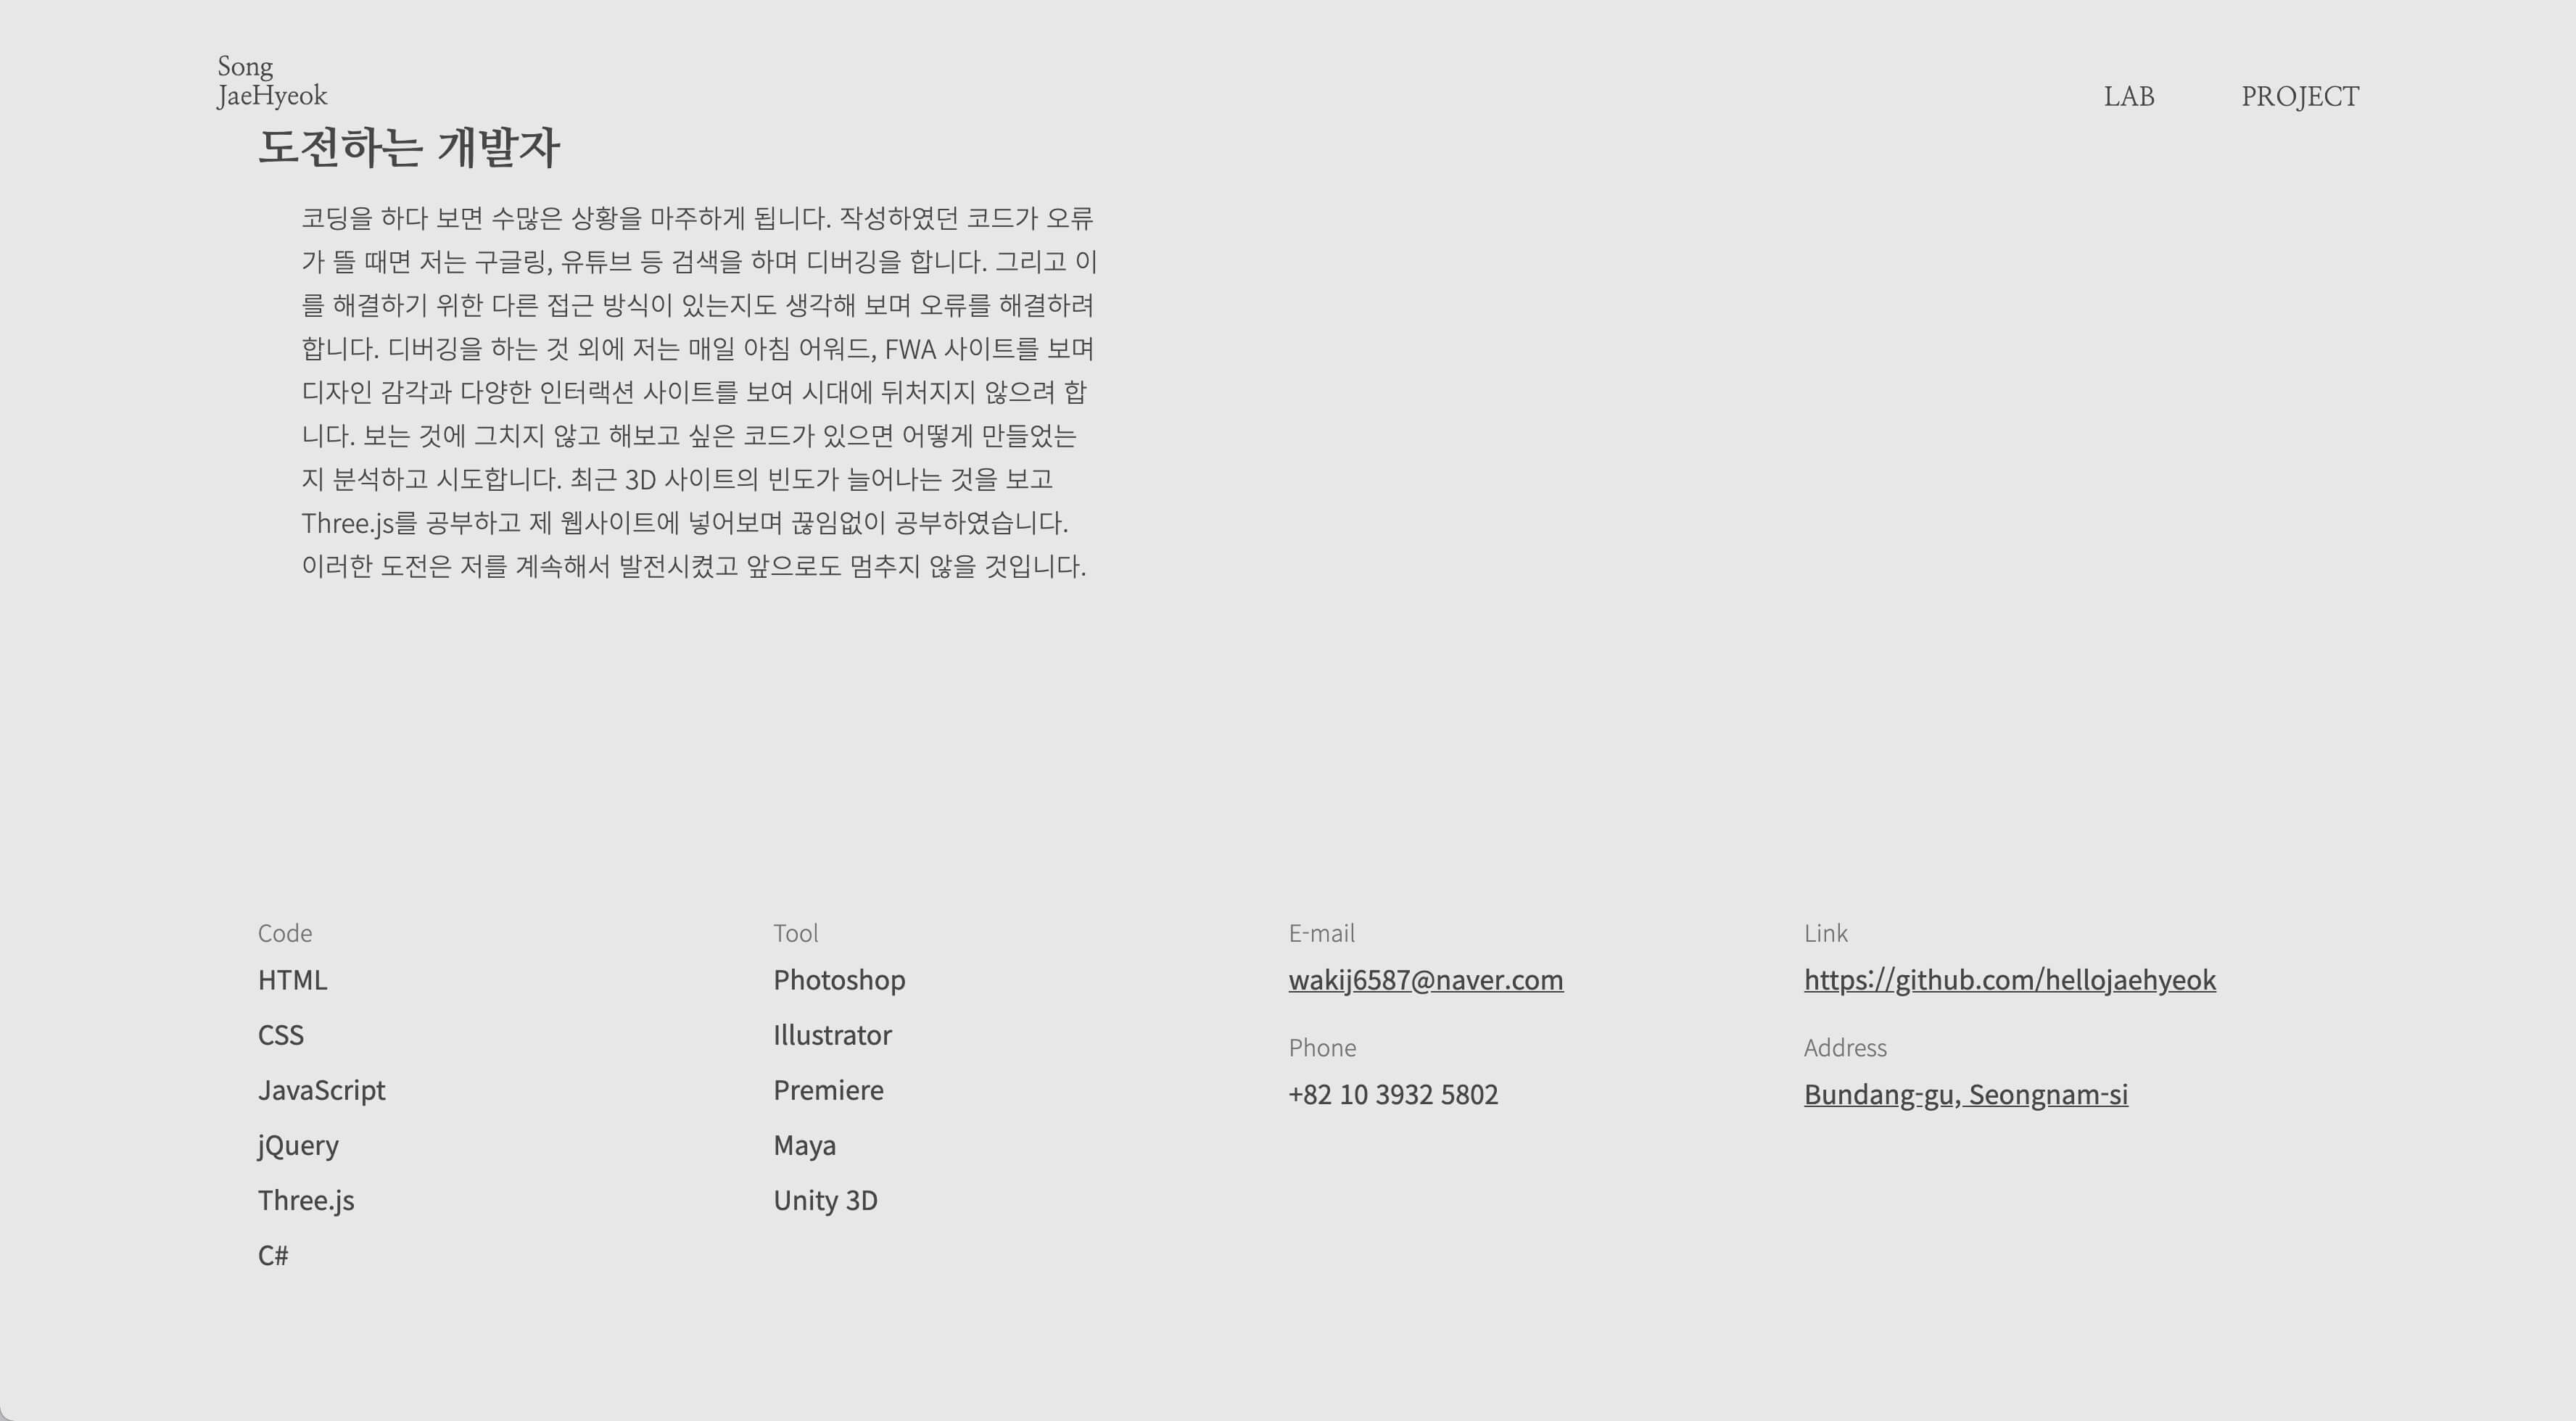 Song
JaeHyeok
LAB
PROJECT
도전하는 개발자
코딩을 하다 보면 수많은 상황을 마주하게 됩니다. 작성하였던 코드가 오류
가 뜰 때면 저는 구글링, 유튜브 등 검색을 하며 디버깅을 합니다. 그리고 이
를 해결하기 위한 다른 접근 방식이 있는지도 생각해 보며 오류를 해결하려
합니다. 디버깅을 하는 것 외에 저는 매일 아침 어워드, FWA 사이트를 보며
디자인 감각과 다양한 인터랙션 사이트를 보여 시대에 뒤처지지 않으려 합
니다. 보는 것에 그치지 않고 해보고 싶은 코드가 있으면 어떻게 만들었는
지 분석하고 시도합니다. 최근 3D 사이트의 빈도가 늘어나는 것을 보고
Three.js를 공부하고 제 웹사이트에 넣어보며 끊임없이 공부하였습니다.
이러한 도전은 저를 계속해서 발전시켰고 앞으로도 멈추지 않을 것입니다.
Code
HTML
CSS
JavaScript
jQuery
Three.js
C#
Tool
Photoshop
Illustrator
Premiere
Maya
Unity 3D
E-mail
wakij6587@naver.com
Phone
+82 10 3932 5802
Link
https://github.com/hellojaehyeok
Address
Bundang-gu, Seongnam-si